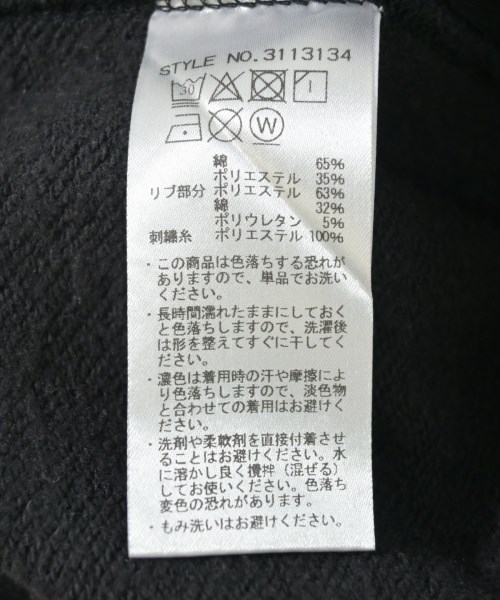 STYLE NO.3113134
30
W
綿 65%
ポリエステル 35%
リブ部分 ポリエステル 63%
綿 32%
ポリウレタン 5%
刺繍糸 ポリエステル 100%
・この商品は色落ちする恐れが
ありますので、単品でお洗い
ください。
・長時間濡れたままにしておく
と色落ちしますので、洗濯後
は形を整えてすぐに干してく
ださい。
・濃色は着用時の汗や摩擦によ
り色落ちしますので、淡色物
と合わせての着用はお避けく
ださい。
・洗剤や柔軟剤を直接付着させ
ることはお避けください。水
に溶かし良く攪拌（混ぜる）
してお使いください。色落ち
変色の恐れがあります。
・もみ洗いはお避けください。